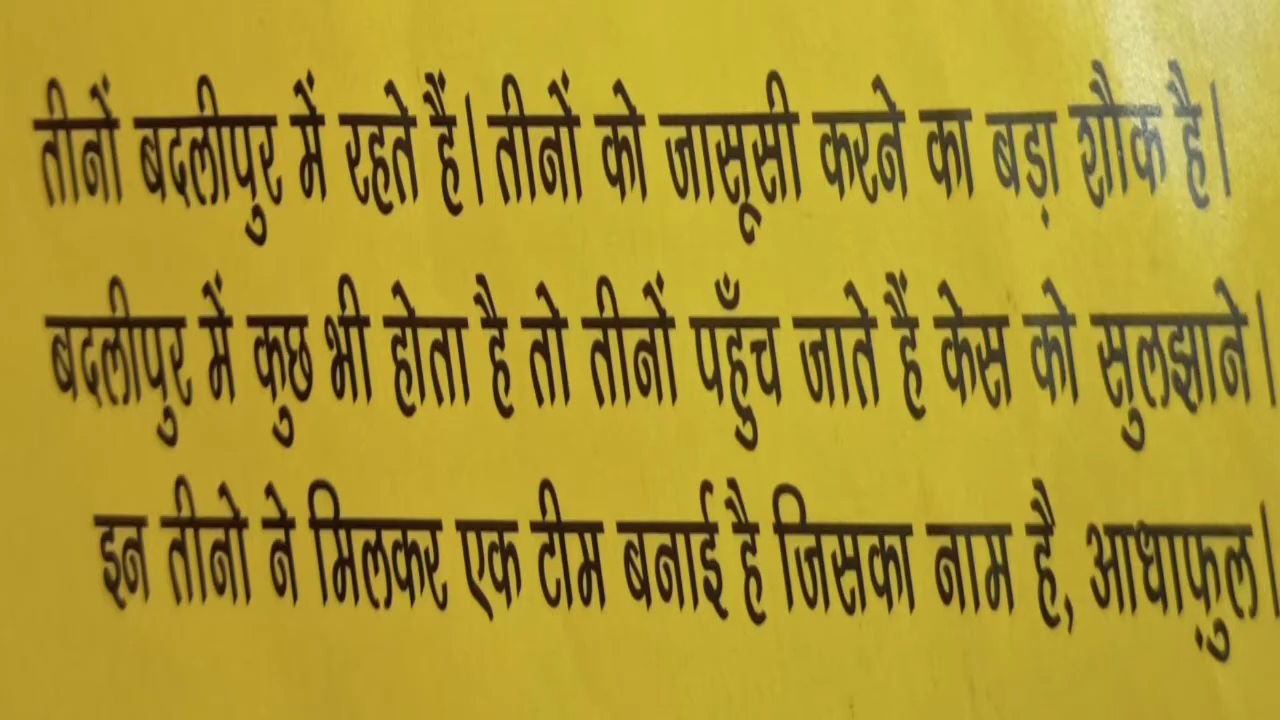 तीनों बदलीपुर में रहते हैं। तीनों को जासूसी करने का बड़ा शौक है।
बदलीपुर में कुछ भी होता है तो तीनों पहुँच जाते हैं केस को सुलझाने।
इन तीनो ने मिलकर एक टीम बनाई है जिसका नाम है, आधाफ़ुल।